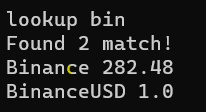 lookup bin
Found 2 match!
Binance 282.48
BinanceUSD 1.0